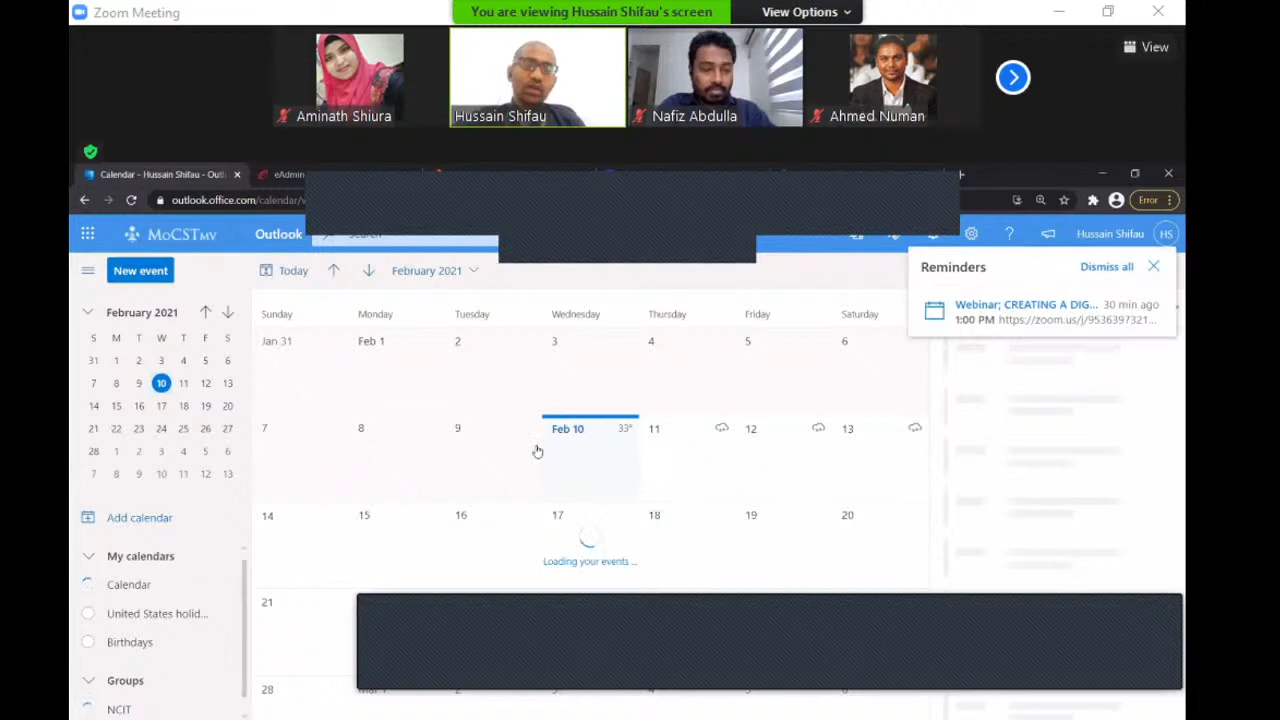 Zoom Meeting
You are viewing Hussain Shifau's screen
View Options
View
Aminath Shiura
Hussain Shifau
Nafiz Abdulla
Ahmed Numan
Calendar - Hussain Shifau - Outl
eAdmin
outlook.office.com/calendar/v
Error
MoCSTMV
Outlook
Search
Hussain Shifau
HS
New event
Today
February 2021
Reminders
Dismiss all
Webinar; CREATING A DIG... 30 min ago
1:00 PM https://zoom.us/j/9536397321...
February 2021
S M T W T F S
31 1 2 3 4 5 6
7 8 9 10 11 12 13
14 15 16 17 18 19 20
21 22 23 24 25 26 27
28 1 2 3 4 5 6
7 8 9 10 11 12 13
Add calendar
My calendars
Calendar
United States holid...
Birthdays
Groups
NCIT
Sunday Monday Tuesday Wednesday Thursday Friday Saturday
Jan 31 Feb 1 2 3 4 5 6
7 8 9 Feb 10 33° 11 12 13
14 15 16 17 18 19 20
Loading your events ...
21
28